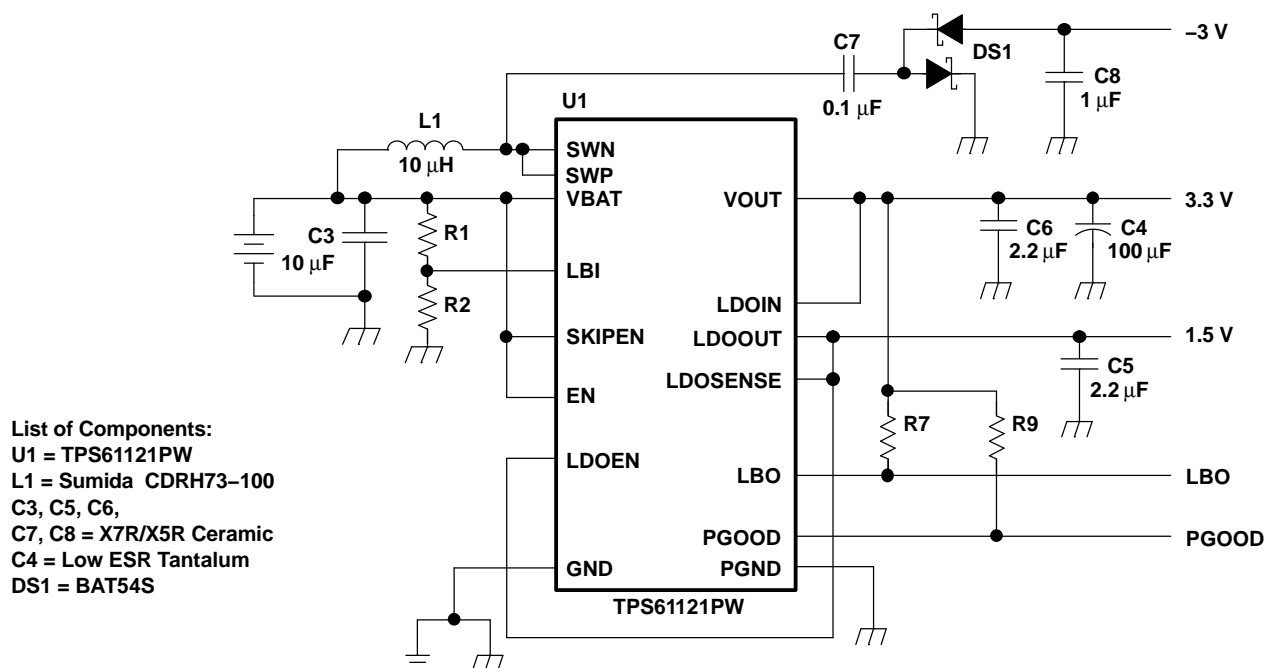 –3 V
C7
DS1
C8
1 μF
0.1 μF
U1
L1
10 μH
SWN
SWP
VBAT
VOUT
3.3 V
C3
10 μF
R1
C6
2.2 μF
C4
100 μF
LBI
R2
LDOIN
SKIPEN
LDOOUT
1.5 V
LDOSENSE
C5
2.2 μF
EN
R7
R9
List of Components:
U1 = TPS61121PW
L1 = Sumida CDRH73–100
C3, C5, C6,
C7, C8 = X7R/X5R Ceramic
C4 = Low ESR Tantalum
DS1 = BAT54S
LDOEN
LBO
LBO
PGOOD
PGOOD
GND
PGND
TPS61121PW